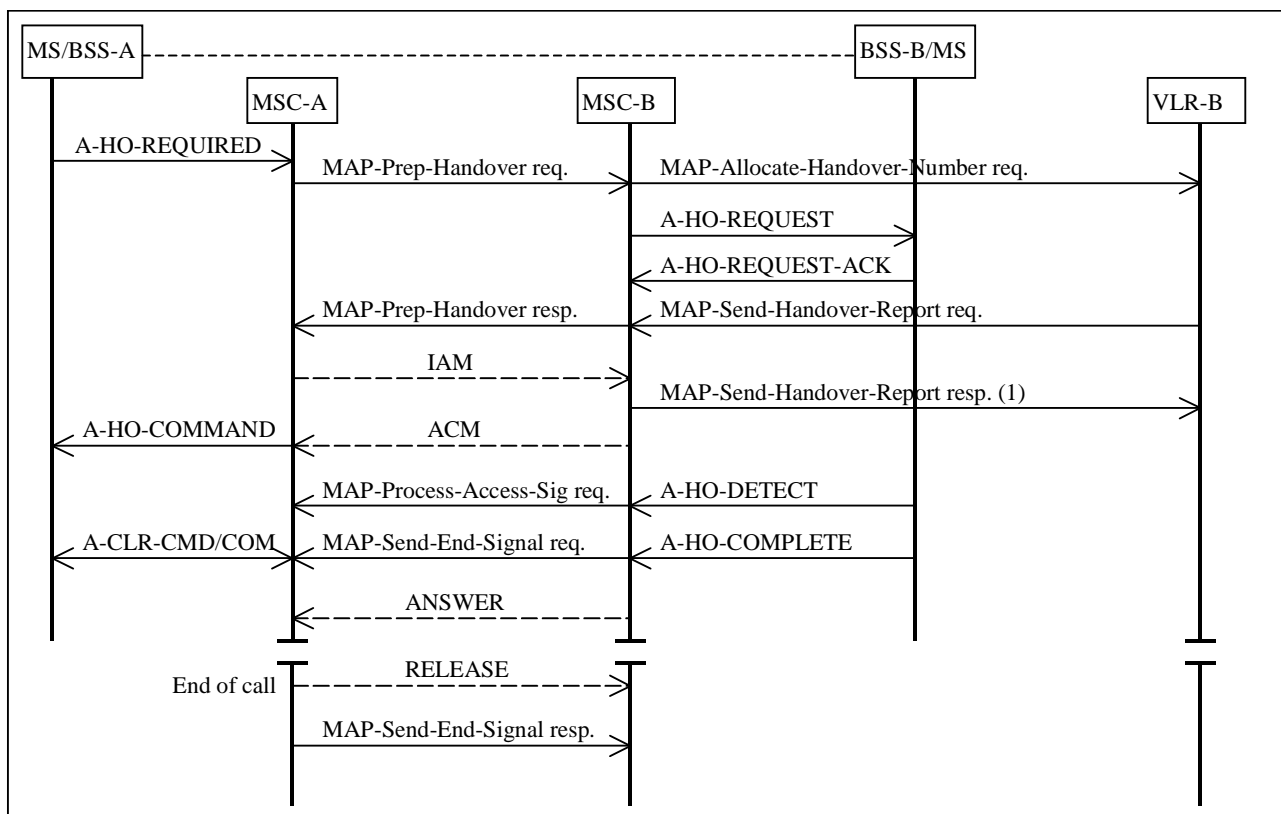 MS/BSS-A
BSS-B/MS
MSC-A
MSC-B
VLR-B
A-HO-REQUIRED
MAP-Prep-Handover req.
MAP-Allocate-Handover-Number req.
A-HO-REQUEST
A-HO-REQUEST-ACK
MAP-Prep-Handover resp.
MAP-Send-Handover-Report req.
IAM
MAP-Send-Handover-Report resp. (1)
A-HO-COMMAND
ACM
MAP-Process-Access-Sig req.
A-HO-DETECT
A-CLR-CMD/COM
MAP-Send-End-Signal req.
A-HO-COMPLETE
ANSWER
RELEASE
End of call
MAP-Send-End-Signal resp.